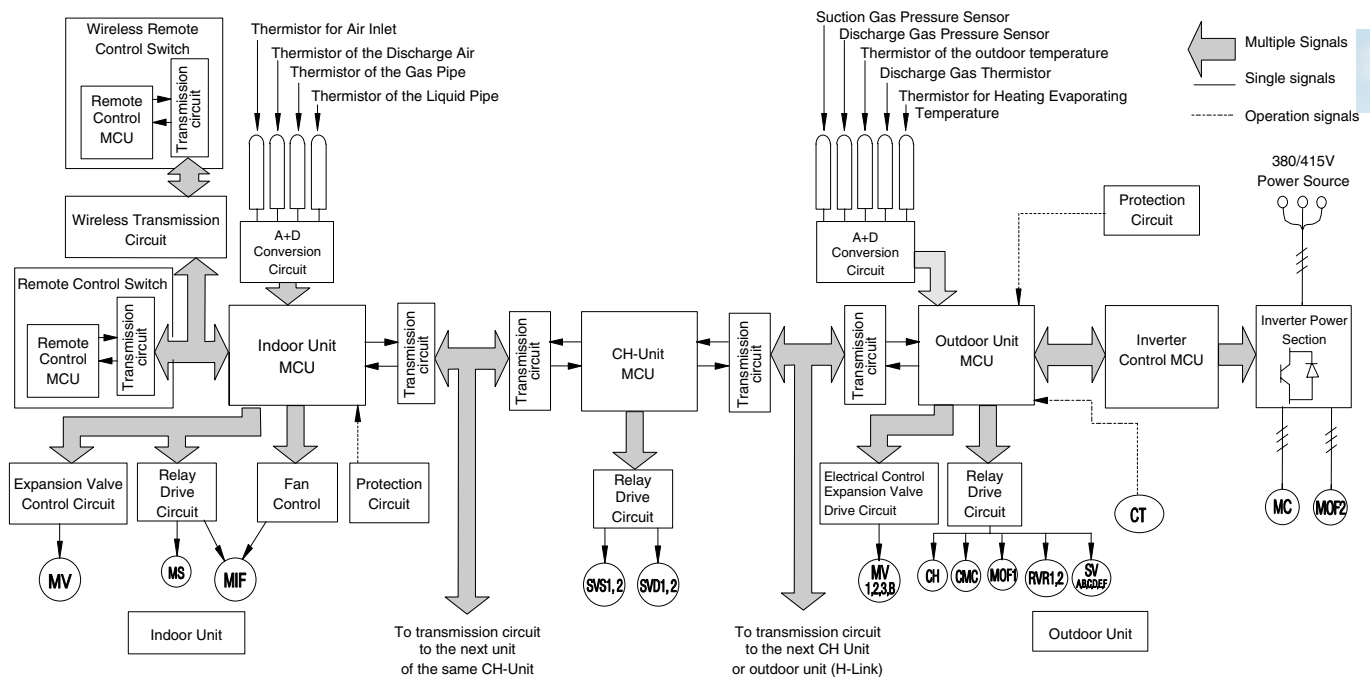 Wireless Remote
Control Switch
Remote
Control
MCU
Transmission
circuit
Wireless Transmission
Circuit
Remote Control Switch
Remote
Control
MCU
Transmission
circuit
Thermistor for Air Inlet
Thermistor of the Discharge Air
Thermistor of the Gas Pipe
Thermistor of the Liquid Pipe
A+D
Conversion
Circuit
Indoor Unit
MCU
Transmission
circuit
Expansion Valve
Control Circuit
Relay
Drive
Circuit
Fan
Control
Protection
Circuit
MV
MS
MIF
Indoor Unit
To transmission circuit
to the next unit
of the same CH-Unit
Transmission
circuit
CH-Unit
MCU
Transmission
circuit
Relay
Drive
Circuit
SVS1, 2
SVD1, 2
To transmission circuit
to the next CH Unit
or outdoor unit (H-Link)
Suction Gas Pressure Sensor
Discharge Gas Pressure Sensor
Thermistor of the outdoor temperature
Discharge Gas Thermistor
Thermistor for Heating Evaporating
Temperature
A+D
Conversion
Circuit
Protection
Circuit
Transmission
circuit
Outdoor Unit
MCU
Inverter
Control MCU
Inverter Power
Section
Electrical Control
Expansion Valve
Drive Circuit
Relay
Drive
Circuit
CT
MC
MOF2
MV
1,2,3,B
CH
CMC
MOF1
RVR1,2
SV
ABCDEF
Outdoor Unit
Multiple Signals
Single signals
Operation signals
380/415V
Power Source